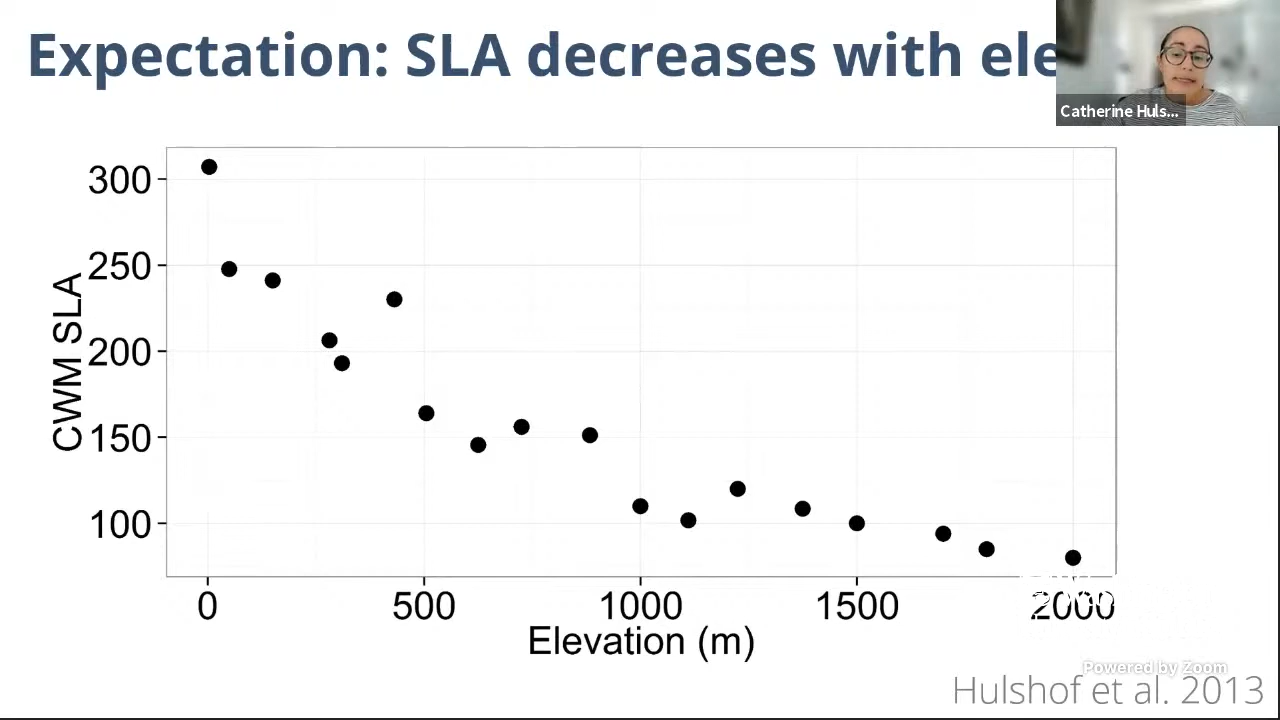 Expectation: SLA decreases with ele
Catherine Huls...
CWM SLA
300
250
200
150
100
0 500 1000 1500 2000
Elevation (m)
Powered by Zoom
Hulshof et al. 2013